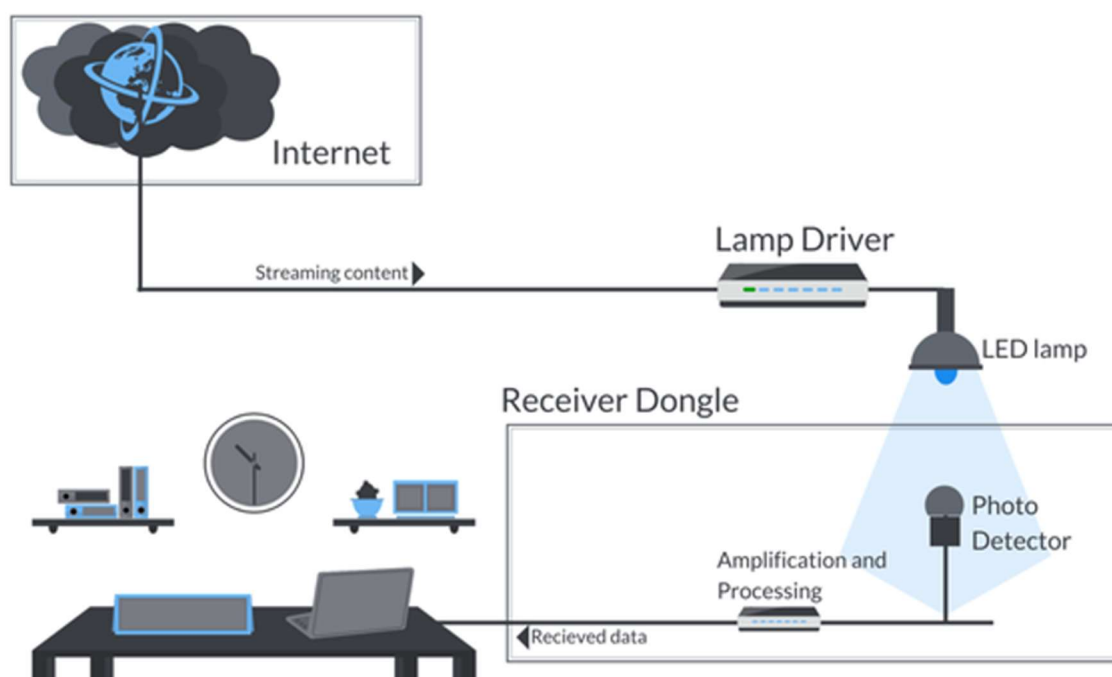 Internet
Streaming content
Lamp Driver
LED lamp
Receiver Dongle
Photo
Detector
Amplification and
Processing
Recieved data